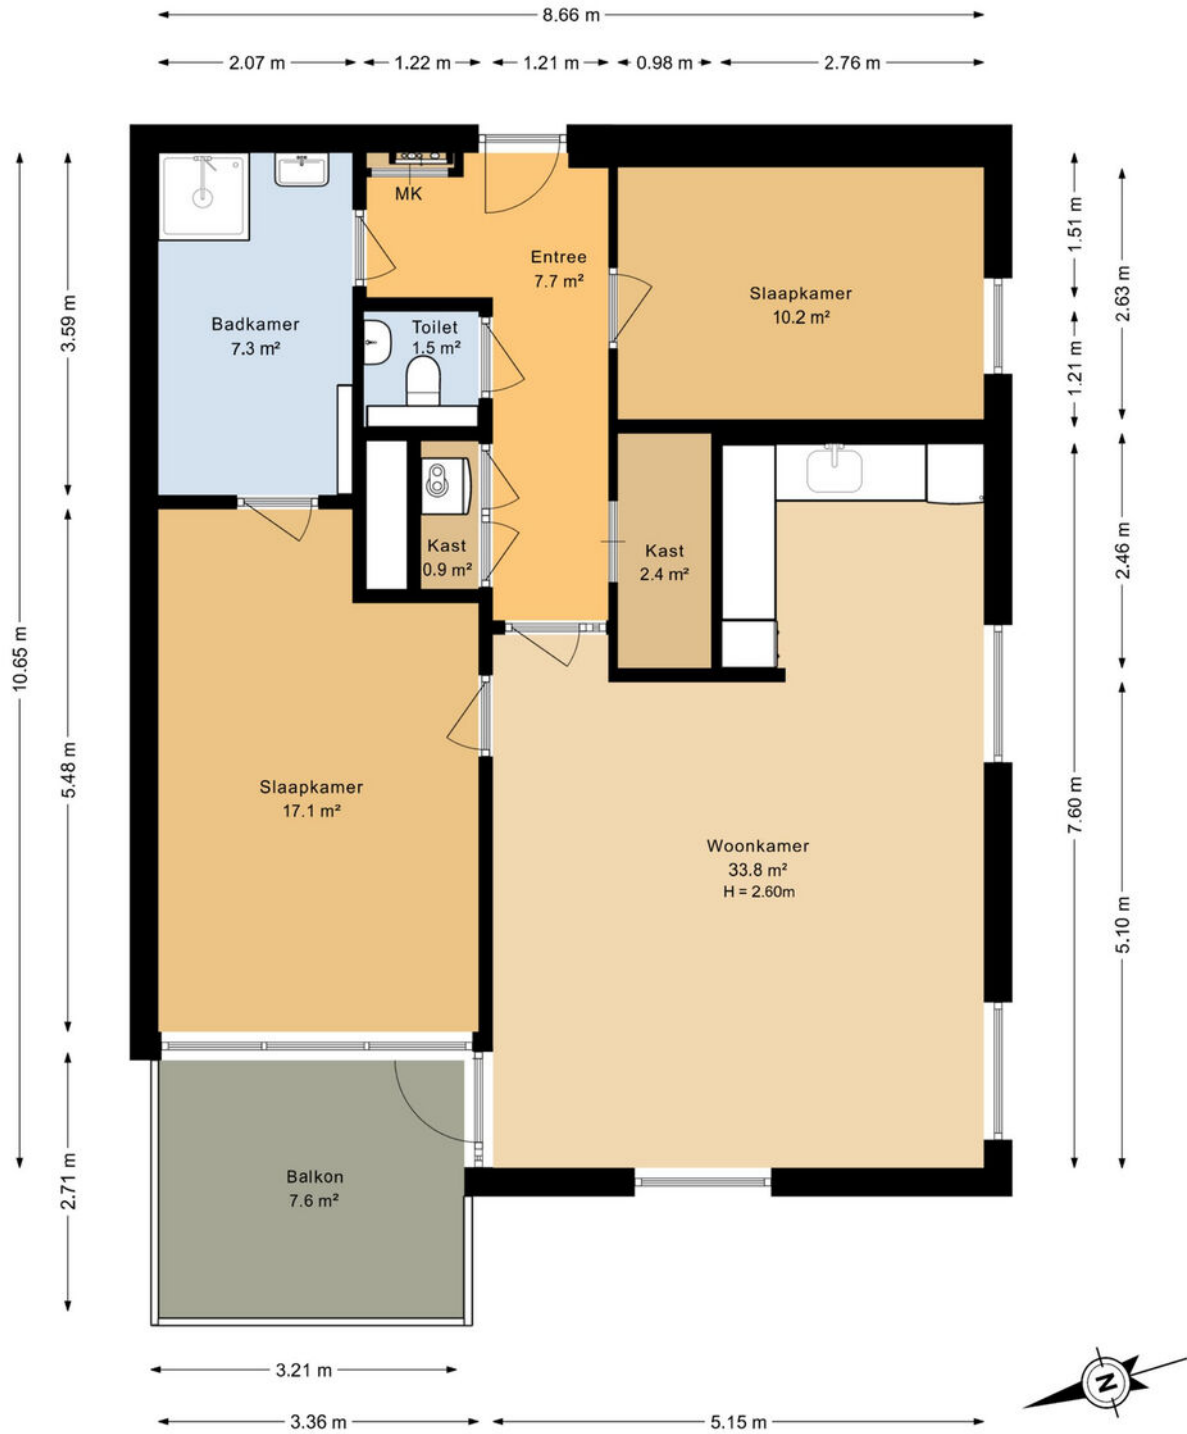 8.66 m
2.07 m
1.22 m
1.21 m
0.98 m
2.76 m
MK
Entree
7.7 m²
Slaapkamer
10.2 m²
Badkamer
7.3 m²
Toilet
1.5 m²
Kast
0.9 m²
Kast
2.4 m²
Slaapkamer
17.1 m²
Woonkamer
33.8 m²
H = 2.60m
Balkon
7.6 m²
3.59 m
10.65 m
5.48 m
2.71 m
1.51 m
2.63 m
1.21 m
2.46 m
7.60 m
5.10 m
3.21 m
3.36 m
5.15 m
N